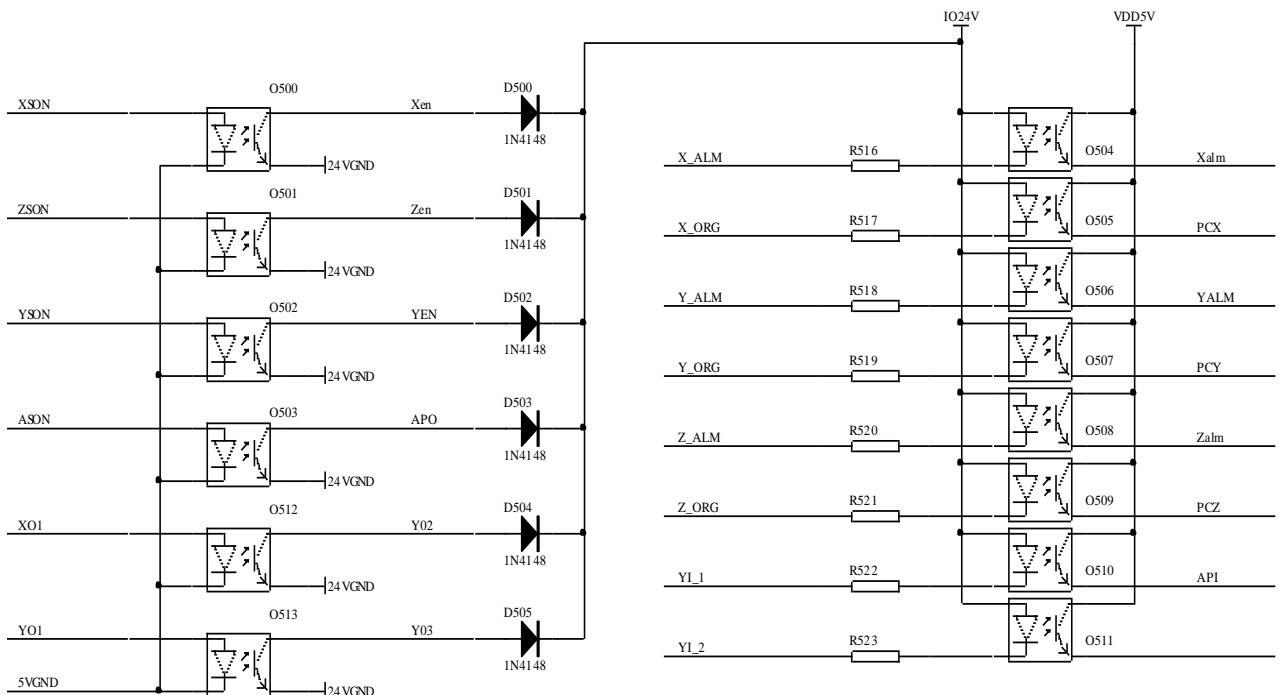 IO24V VDD5V
O500 D500
XSON Xen
1N4148
24VGND
O501 D501
ZSON Zen
1N4148
24VGND
O502 D502
YSON YEN
1N4148
24VGND
O503 D503
ASON APO
1N4148
24VGND
O512 D504
XO1 Y02
1N4148
24VGND
O513 D505
YO1 Y03
1N4148
5VGND 24VGND
X_ALM R516 O504 Xalm
X_ORG R517 O505 PCX
Y_ALM R518 O506 YALM
Y_ORG R519 O507 PCY
Z_ALM R520 O508 Zalm
Z_ORG R521 O509 PCZ
YI_1 R522 O510 API
YI_2 R523 O511